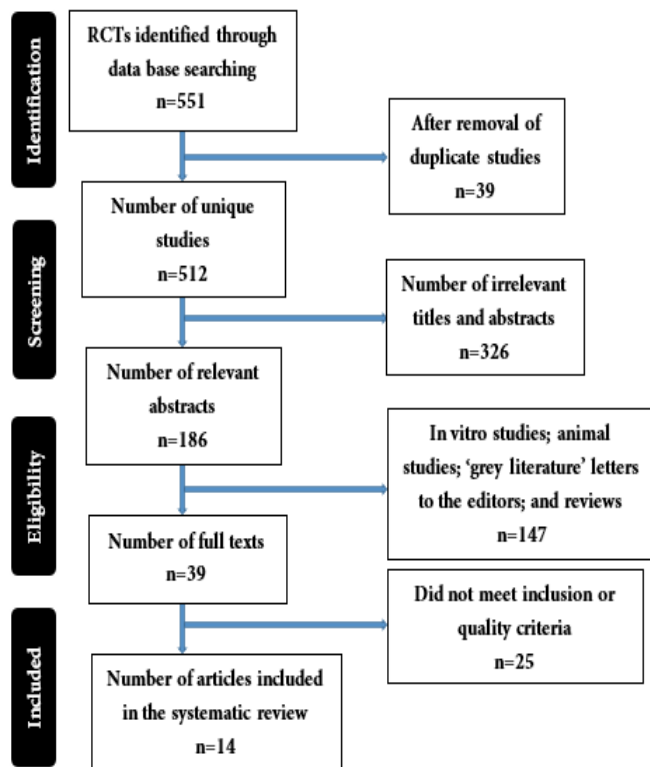 Identification
RCTs identified through
data base searching
n=551
After removal of
duplicate studies
n=39
Number of unique
studies
n=512
Screening
Number of irrelevant
titles and abstracts
n=326
Number of relevant
abstracts
n=186
Eligibility
In vitro studies; animal
studies; ‘grey literature’ letters
to the editors; and reviews
n=147
Number of full texts
n=39
Included
Did not meet inclusion or
quality criteria
n=25
Number of articles included
in the systematic review
n=14